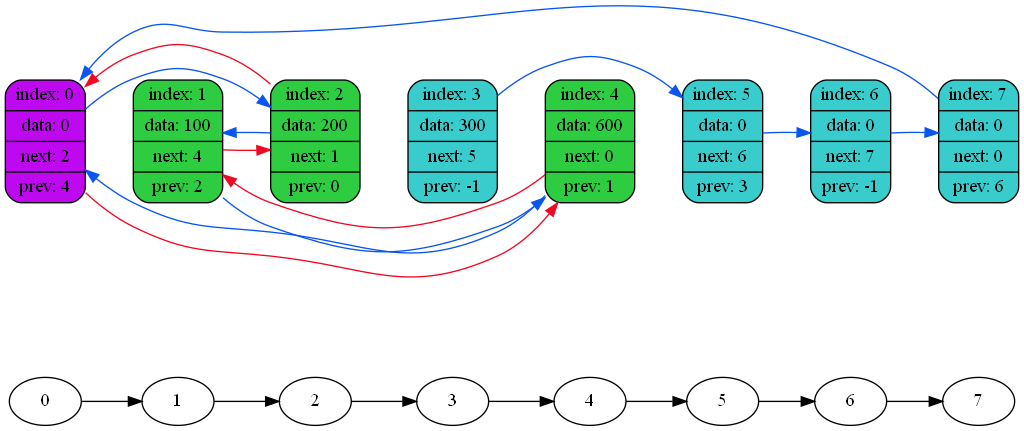 index: 0
data: 0
next: 2
prev: 4
index: 1
data: 100
next: 4
prev: 2
index: 2
data: 200
next: 1
prev: 0
index: 3
data: 300
next: 5
prev: -1
index: 4
data: 600
next: 0
prev: 1
index: 5
data: 0
next: 6
prev: 3
index: 6
data: 0
next: 7
prev: -1
index: 7
data: 0
next: 0
prev: 6
0
1
2
3
4
5
6
7